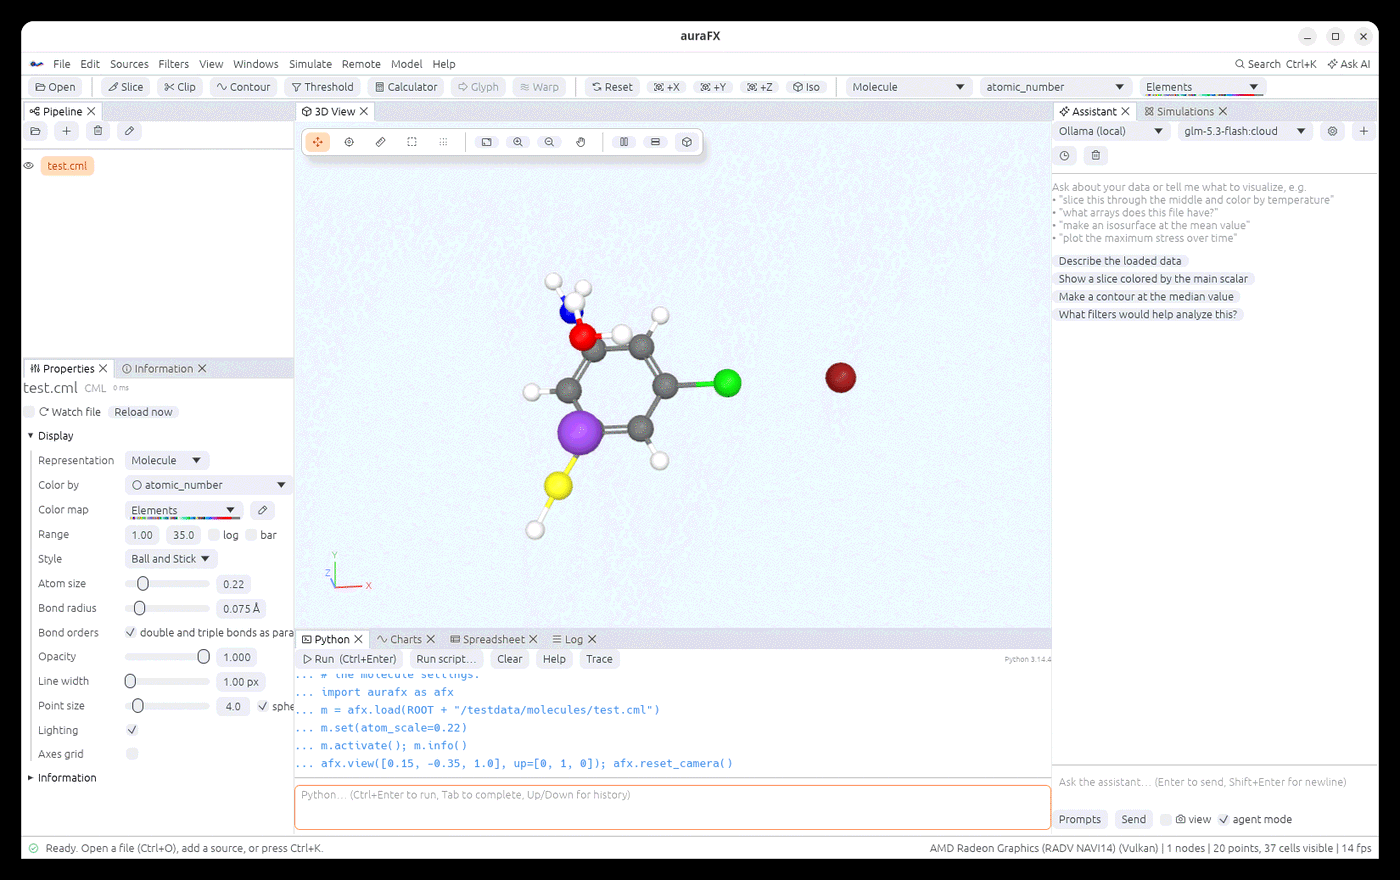 auraFX
File Edit Sources Filters View Windows Simulate Remote Model Help Search Ctrl+K Ask AI
Open Slice Clip Contour Threshold Calculator Glyph Warp Reset +X +Y +Z Iso Molecule atomic_number Elements
Pipeline
test.cml
Properties Information
test.cml CML 0 ms
Watch file Reload now
Display
Representation Molecule
Color by atomic_number
Color map Elements
Range 1.00 35.0 log bar
Style Ball and Stick
Atom size 0.22
Bond radius 0.075 Å
Bond orders double and triple bonds as para
Opacity 1.000
Line width 1.00 px
Point size 4.0 sphe
Lighting
Axes grid
Information
3D View
Y
Z
X
Python Charts Spreadsheet Log
Run (Ctrl+Enter) Run script... Clear Help Trace Python 3.14.4
... # the molecule settings.
... import aurafx as afx
... m = afx.load(ROOT + "/testdata/molecules/test.cml")
... m.set(atom_scale=0.22)
... m.activate(); m.info()
... afx.view([0.15, -0.35, 1.0], up=[0, 1, 0]); afx.reset_camera()
Python... (Ctrl+Enter to run, Tab to complete, Up/Down for history)
Assistant Simulations
Ollama (local) glm-5.3-flash:cloud
Ask about your data or tell me what to visualize, e.g.
• "slice this through the middle and color by temperature"
• "what arrays does this file have?"
• "make an isosurface at the mean value"
• "plot the maximum stress over time"
Describe the loaded data
Show a slice colored by the main scalar
Make a contour at the median value
What filters would help analyze this?
Ask the assistant... (Enter to send, Shift+Enter for newline)
Prompts Send view agent mode
Ready. Open a file (Ctrl+O), add a source, or press Ctrl+K.
AMD Radeon Graphics (RADV NAVI14) (Vulkan) | 1 nodes | 20 points, 37 cells visible | 14 fps